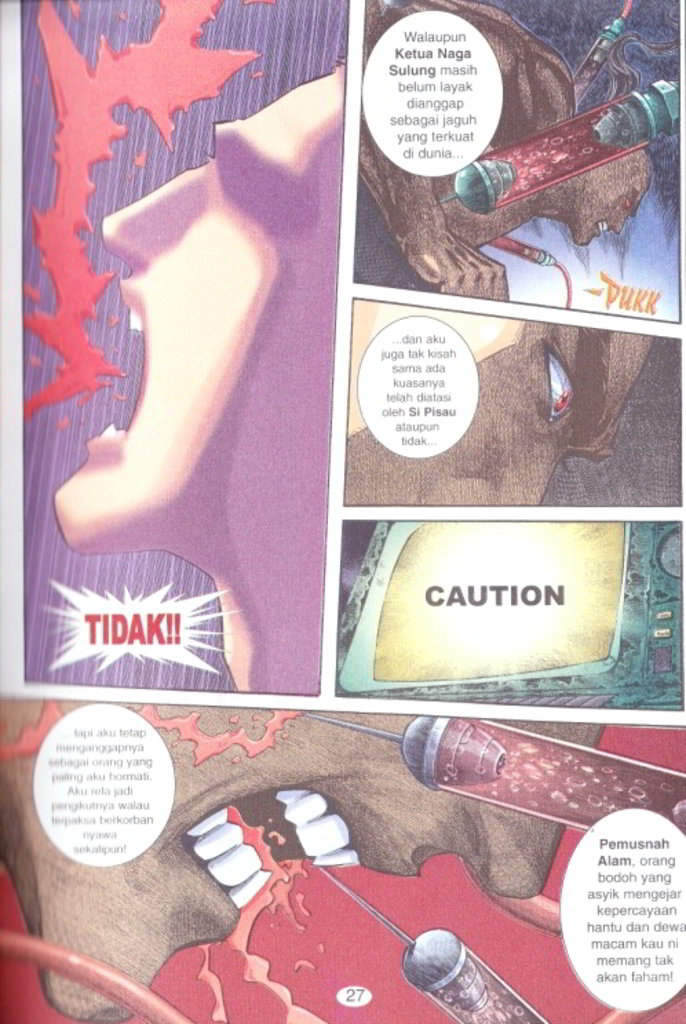 Walaupun
Ketua Naga
Sulung masih
belum layak
dianggap
sebagai jaguh
yang terkuat
di dunia...
-PUKK
...dan aku
juga tak kisah
sama ada
kuasanya
telah diatasi
oleh Si Pisau
ataupun
tidak...
TIDAK!!
CAUTION
... tapi aku tetap
menganggapnya
sebagai orang yang
paling aku hormati.
Aku rela jadi
pengikutnya walau
terpaksa berkorban
nyawa
sekalipun!
Pemusnah
Alam, orang
bodoh yang
asyik mengejar
kepercayaan
hantu dan dewa
macam kau ni
memang tak
akan faham!
27